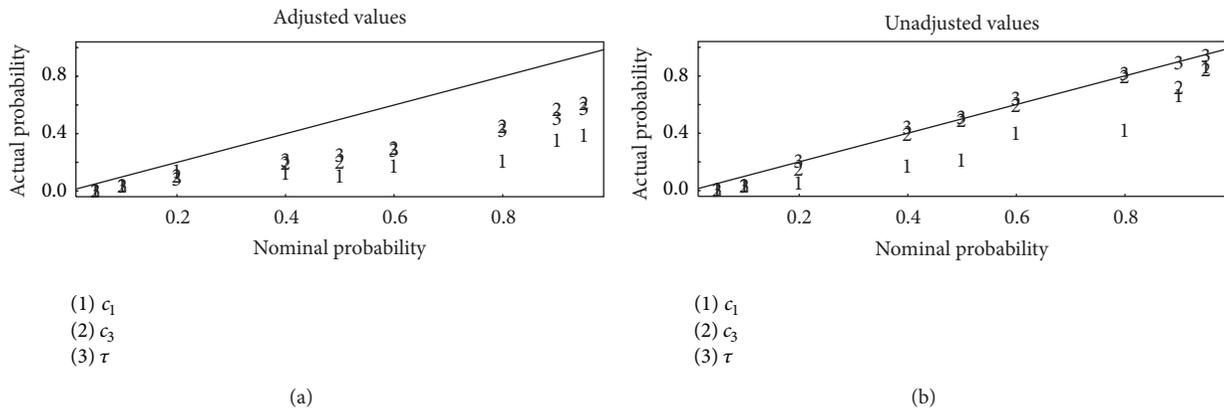 Adjusted values
Actual probability
0.8
0.4
0.0
0.2 0.4 0.6 0.8
Nominal probability
(1) c1
(2) c3
(3) τ
(a)
Unadjusted values
Actual probability
0.8
0.4
0.0
0.2 0.4 0.6 0.8
Nominal probability
(1) c1
(2) c3
(3) τ
(b)